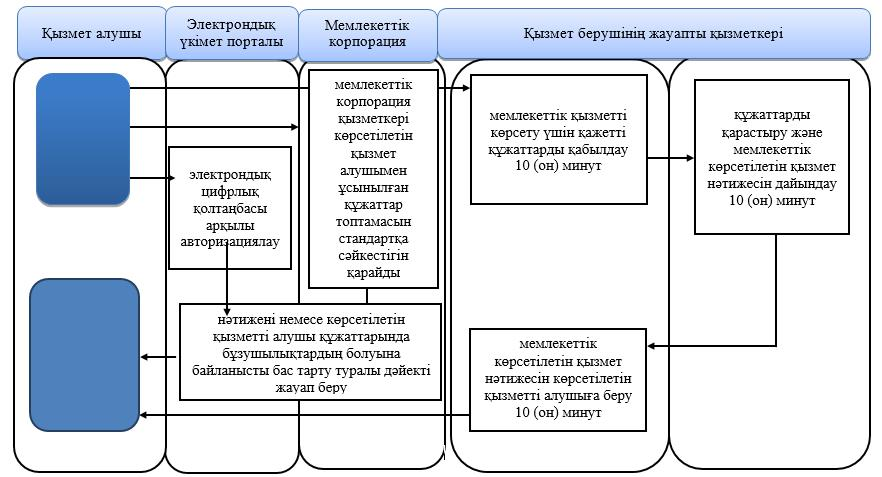 Қызмет алушы
Электрондық
үкімет порталы
Мемлекеттік
корпорация
Қызмет берушінің жауапты қызметкері
электрондық
цифрлық
қолтаңбасы
арқылы
авторизациялау
мемлекеттік
корпорация
қызметкері
көрсетілетін
қызмет
алушымен
ұсынылған
құжаттар
топтамасын
стандартқа
сәйкестігін
қарайды
мемлекеттік қызметті
көрсету үшін қажетті
құжаттарды қабылдау
10 (он) минут
құжаттарды
қарастыру және
мемлекеттік
көрсетілетін қызмет
нәтижесін дайындау
10 (он) минут
нәтижені немесе көрсетілетін
қызметті алушы құжаттарында
бұзушылықтардың болуына
байланысты бас тарту туралы дәйекті
жауап беру
мемлекеттік
көрсетілетін қызмет
нәтижесін көрсетілетін
қызметті алушыға беру
10 (он) минут